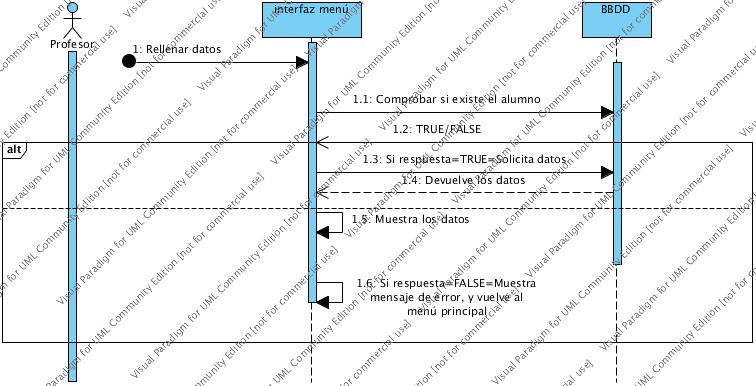 interfaz menú
BBDD
Profesor
1: Rellenar datos
1.1: Comprobar si existe el alumno
1.2: TRUE/FALSE
alt
1.3: Si respuesta=TRUE=Solicita datos
1.4: Devuelve los datos
1.5: Muestra los datos
1.6: Si respuesta=FALSE=Muestra
mensaje de error, y vuelve al
menú principal
Visual Paradigm for UML Community Edition [not for commercial use]